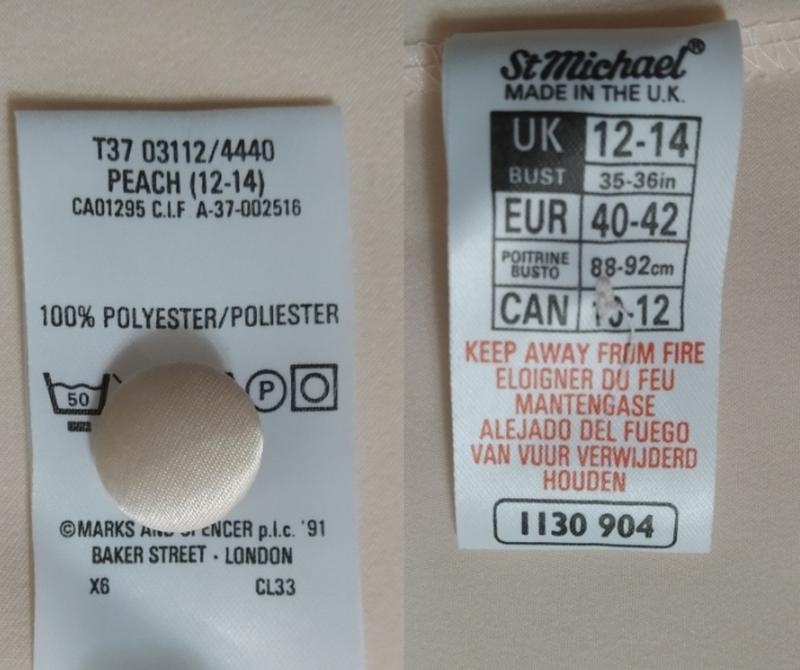 T37 03112/4440
PEACH (12-14)
CA01295 C.I.F A-37-002516
100% POLYESTER/POLIESTER
50 P
©MARKS AND SPENCER p.l.c. '91
BAKER STREET · LONDON
X6 CL33
St Michael®
MADE IN THE U.K.
UK 12-14
BUST 35-36in
EUR 40-42
POITRINE
BUSTO 88-92cm
CAN 10-12
KEEP AWAY FROM FIRE
ELOIGNER DU FEU
MANTENGASE
ALEJADO DEL FUEGO
VAN VUUR VERWIJDERD
HOUDEN
1130 904